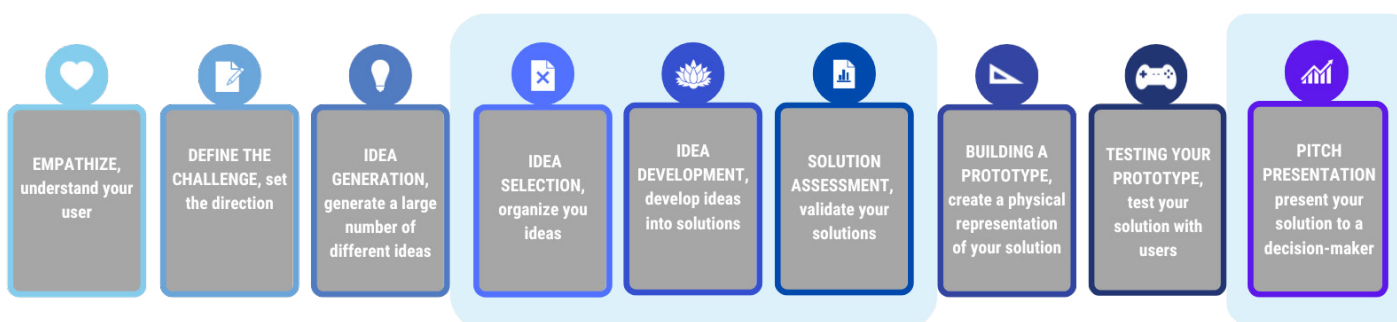 EMPATHIZE,
understand your
user
DEFINE THE
CHALLENGE, set
the direction
IDEA
GENERATION,
generate a large
number of
different ideas
IDEA
SELECTION,
organize you
ideas
IDEA
DEVELOPMENT,
develop ideas
into solutions
SOLUTION
ASSESSMENT,
validate your
solutions
BUILDING A
PROTOTYPE,
create a physical
representation
of your solution
TESTING YOUR
PROTOTYPE,
test your
solution with
users
PITCH
PRESENTATION
present your
solution to a
decision-maker